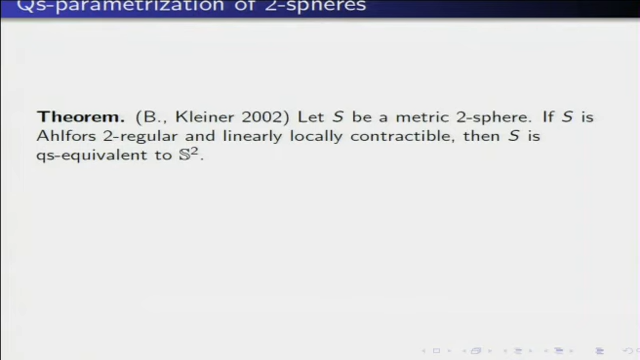 Qs-parametrization of 2-spheres
Theorem. (B., Kleiner 2002) Let S be a metric 2-sphere. If S is
Ahlfors 2-regular and linearly locally contractible, then S is
qs-equivalent to 𝕊².